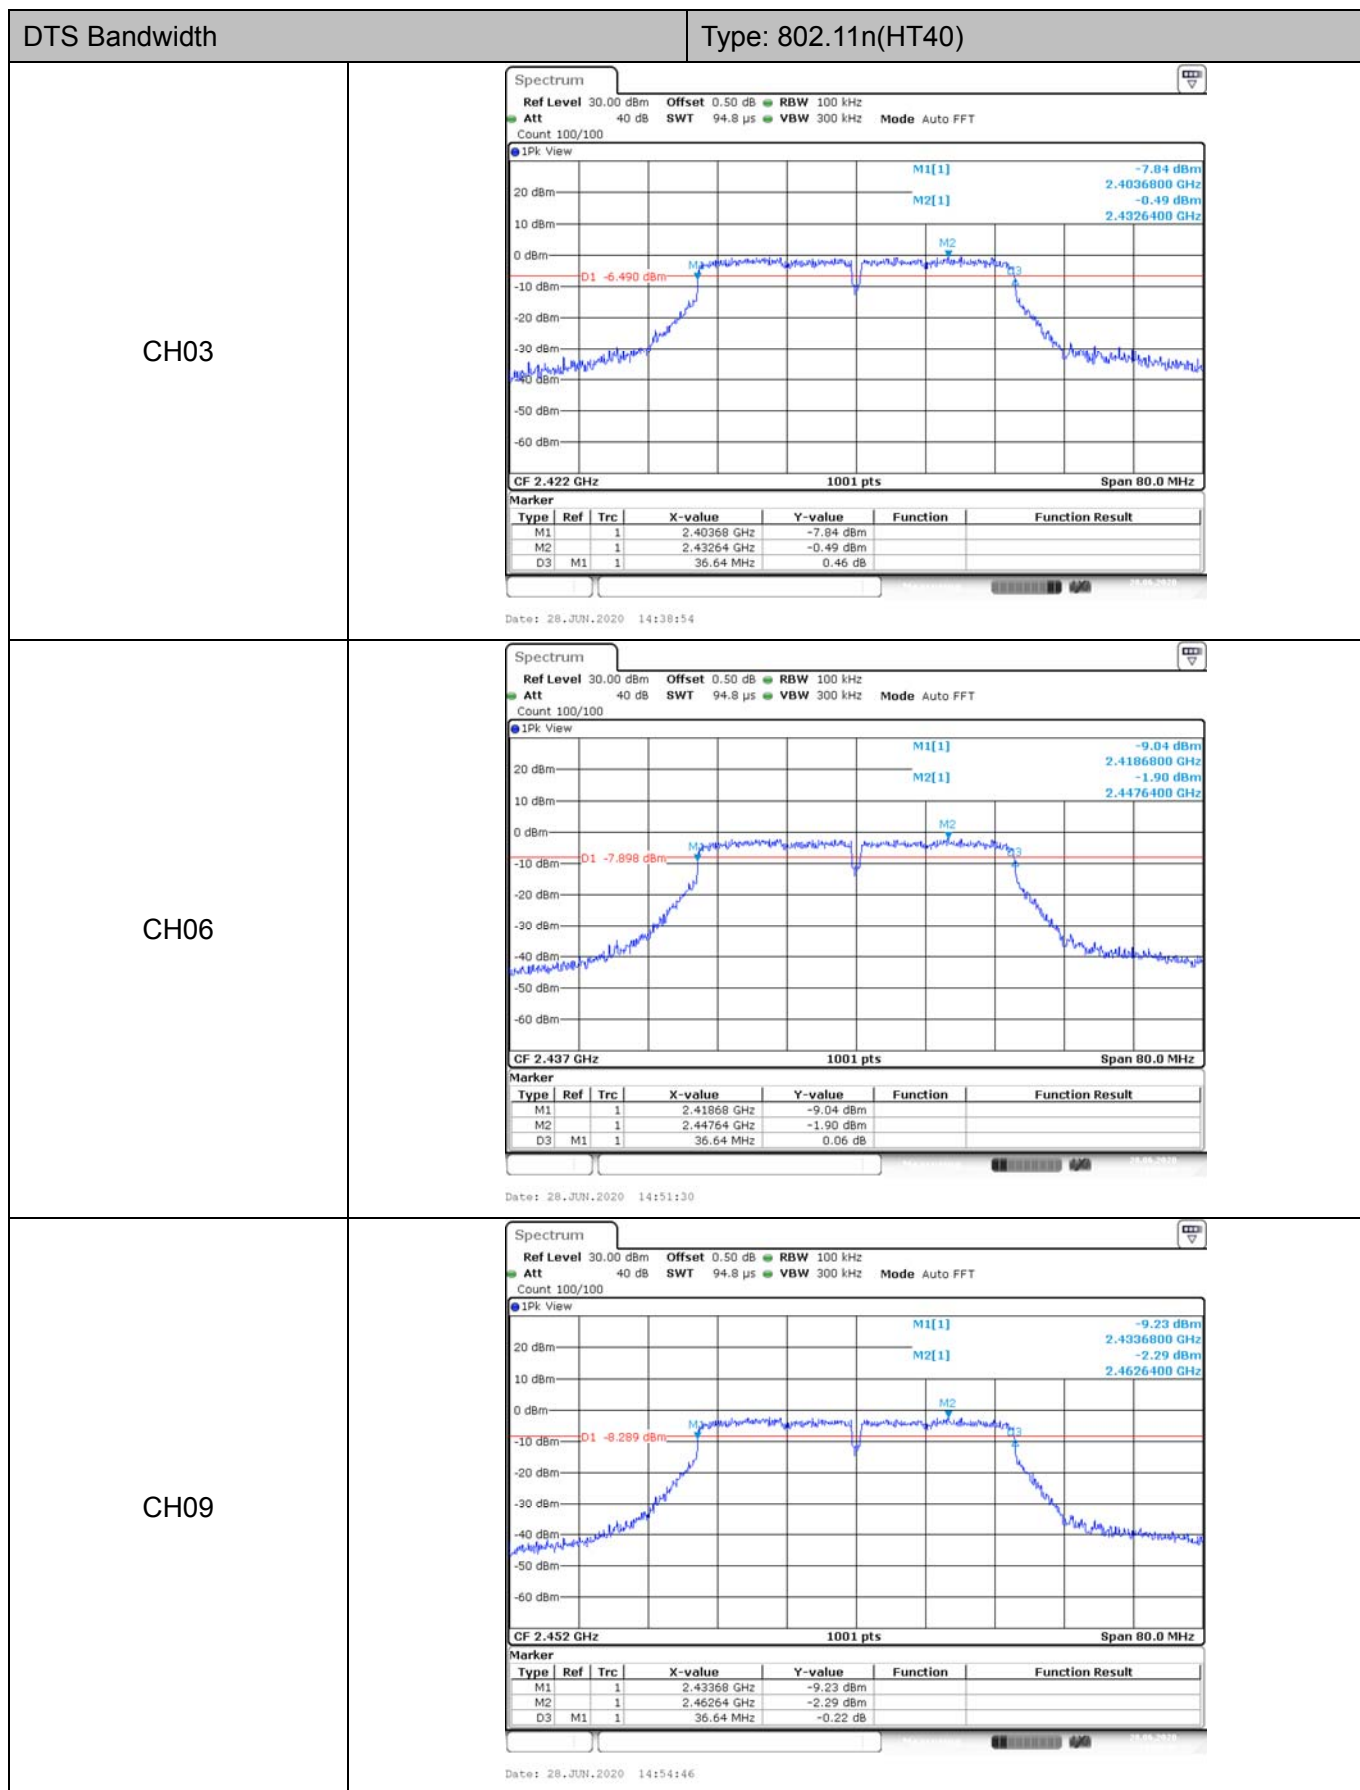 DTS Bandwidth Type: 802.11n(HT40)
CH03
Spectrum
Ref Level 30.00 dBm Offset 0.50 dB RBW 100 kHz
Att 40 dB SWT 94.8 µs VBW 300 kHz Mode Auto FFT
Count 100/100
1Pk View
M1[1] -7.84 dBm
2.4036800 GHz
M2[1] -0.49 dBm
2.4326400 GHz
20 dBm
10 dBm
0 dBm
M2
M1
D3
D1 -6.490 dBm
-10 dBm
-20 dBm
-30 dBm
-40 dBm
-50 dBm
-60 dBm
CF 2.422 GHz 1001 pts Span 80.0 MHz
Marker
Type Ref Trc X-value Y-value Function Function Result
M1 1 2.40368 GHz -7.84 dBm
M2 1 2.43264 GHz -0.49 dBm
D3 M1 1 36.64 MHz 0.46 dB
Date: 28.JUN.2020 14:38:54
CH06
Spectrum
Ref Level 30.00 dBm Offset 0.50 dB RBW 100 kHz
Att 40 dB SWT 94.8 µs VBW 300 kHz Mode Auto FFT
Count 100/100
1Pk View
M1[1] -9.04 dBm
2.4186800 GHz
M2[1] -1.90 dBm
2.4476400 GHz
20 dBm
10 dBm
0 dBm
M2
M1
D3
D1 -7.898 dBm
-10 dBm
-20 dBm
-30 dBm
-40 dBm
-50 dBm
-60 dBm
CF 2.437 GHz 1001 pts Span 80.0 MHz
Marker
Type Ref Trc X-value Y-value Function Function Result
M1 1 2.41868 GHz -9.04 dBm
M2 1 2.44764 GHz -1.90 dBm
D3 M1 1 36.64 MHz 0.06 dB
Date: 28.JUN.2020 14:51:30
CH09
Spectrum
Ref Level 30.00 dBm Offset 0.50 dB RBW 100 kHz
Att 40 dB SWT 94.8 µs VBW 300 kHz Mode Auto FFT
Count 100/100
1Pk View
M1[1] -9.23 dBm
2.4336800 GHz
M2[1] -2.29 dBm
2.4626400 GHz
20 dBm
10 dBm
0 dBm
M2
M1
D3
D1 -8.289 dBm
-10 dBm
-20 dBm
-30 dBm
-40 dBm
-50 dBm
-60 dBm
CF 2.452 GHz 1001 pts Span 80.0 MHz
Marker
Type Ref Trc X-value Y-value Function Function Result
M1 1 2.43368 GHz -9.23 dBm
M2 1 2.46264 GHz -2.29 dBm
D3 M1 1 36.64 MHz -0.22 dB
Date: 28.JUN.2020 14:54:46